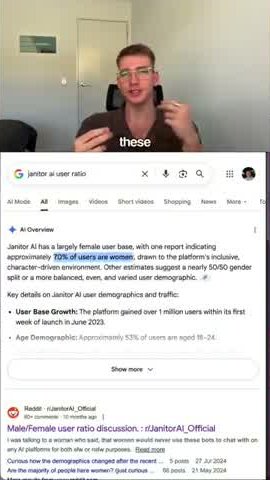 these
janitor ai user ratio
AI Mode All Images Videos Short videos Shopping News More
AI Overview
Janitor AI has a largely female user base, with one report indicating
approximately 70% of users are women, drawn to the platform's inclusive,
character-driven environment. Other estimates suggest a nearly 50/50 gender
split or a more balanced, even, and varied user demographic.
Key details on Janitor AI user demographics and traffic:
• User Base Growth: The platform gained over 1 million users within its first
week of launch in June 2023.
• Age Demographic: Approximately 53% of users are aged 18-24.
Show more
Reddit · r/JanitorAI_Official
80+ comments · 10 months ago
Male/Female user ratio discussion. : r/JanitorAI_Official
I was talking to a woman who said, that women would never use these bots to chat with on
any AI platforms for both sfw or nsfw purposes. Read more
Curious how the demographics changed after the recent ... 5 posts 27 Jul 2024
Are the majority of people here women? (just curious ... 56 posts 21 May 2024